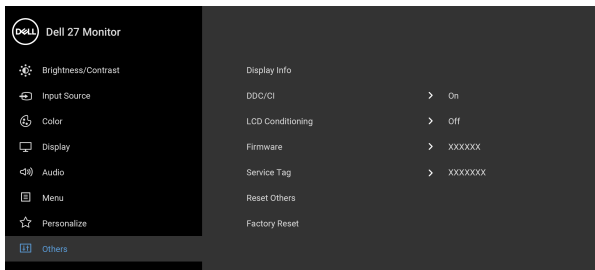 DELL Dell 27 Monitor
Brightness/Contrast
Input Source
Color
Display
Audio
Menu
Personalize
Others
Display Info
DDC/CI > On
LCD Conditioning > Off
Firmware > XXXXXX
Service Tag > XXXXXXX
Reset Others
Factory Reset